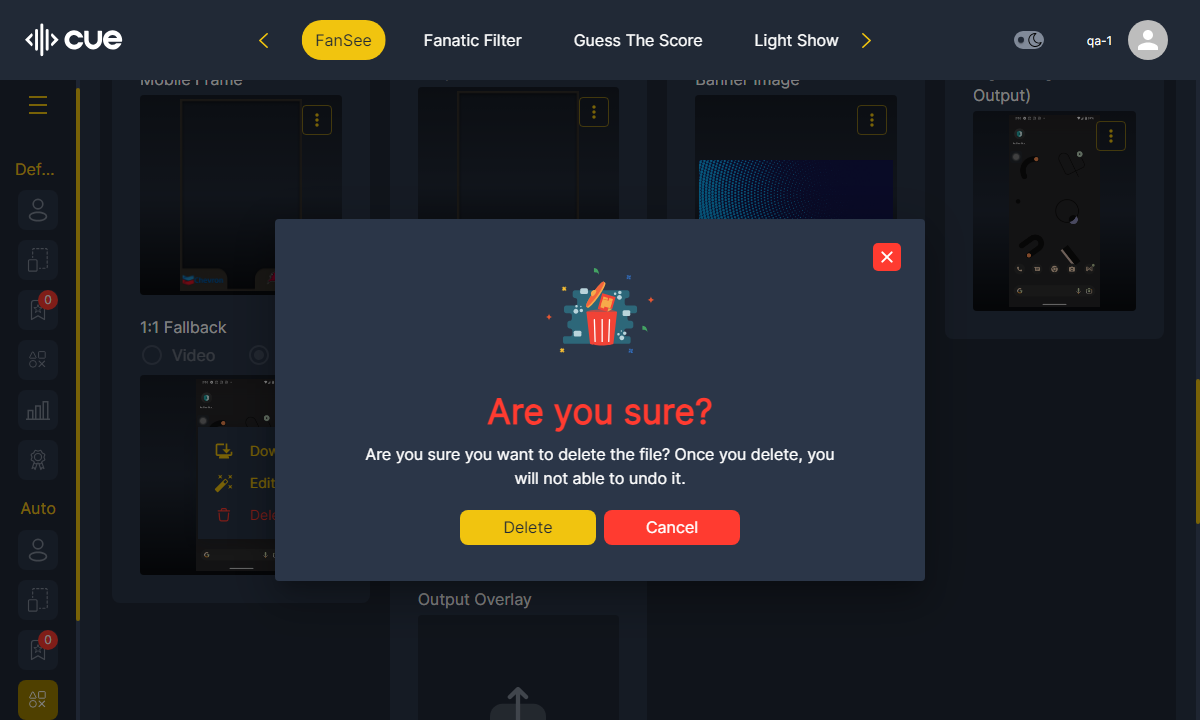 cue
FanSee
Fanatic Filter
Guess The Score
Light Show
qa-1
Mobile Frame
Banner Image
Output)
Def...
0
1:1 Fallback
Video
Edit
Auto
0
Are you sure?
Are you sure you want to delete the file? Once you delete, you
will not able to undo it.
Delete
Cancel
Output Overlay